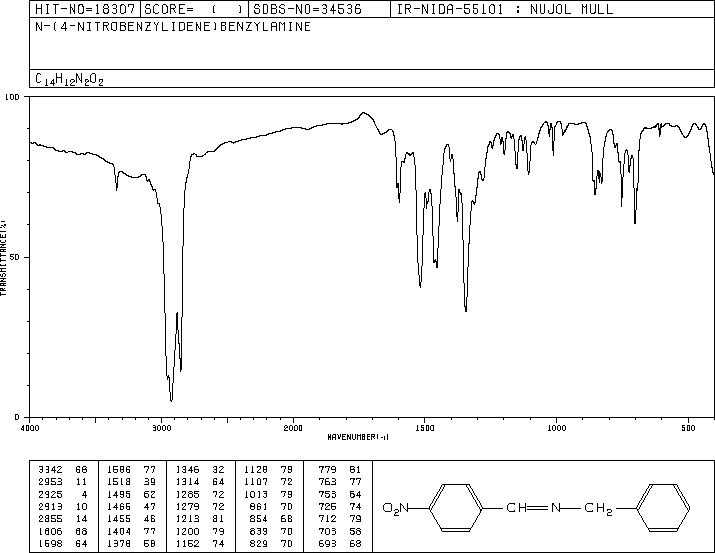 HIT-NO=18307 SCORE= ( ) SDBS-NO=34536 IR-NIDA-55101 : NUJOL MULL
N-(4-NITROBENZYLIDENE)BENZYLAMINE
C14H12N2O2
100
50
0
TRANSMITTANCE(%)
4000 3000 2000 1500 1000 500
WAVENUMBER(-1)
3342 68 1586 77 1346 32 1128 79 779 81
2953 11 1518 39 1314 64 1107 72 763 77
2925 4 1495 62 1285 72 1013 79 753 64
2913 10 1465 47 1279 72 861 70 725 74
2855 14 1455 46 1213 81 854 68 712 79
1606 68 1404 77 1200 79 839 70 703 58
1598 64 1378 58 1152 74 829 70 693 68
O2N CH N CH2